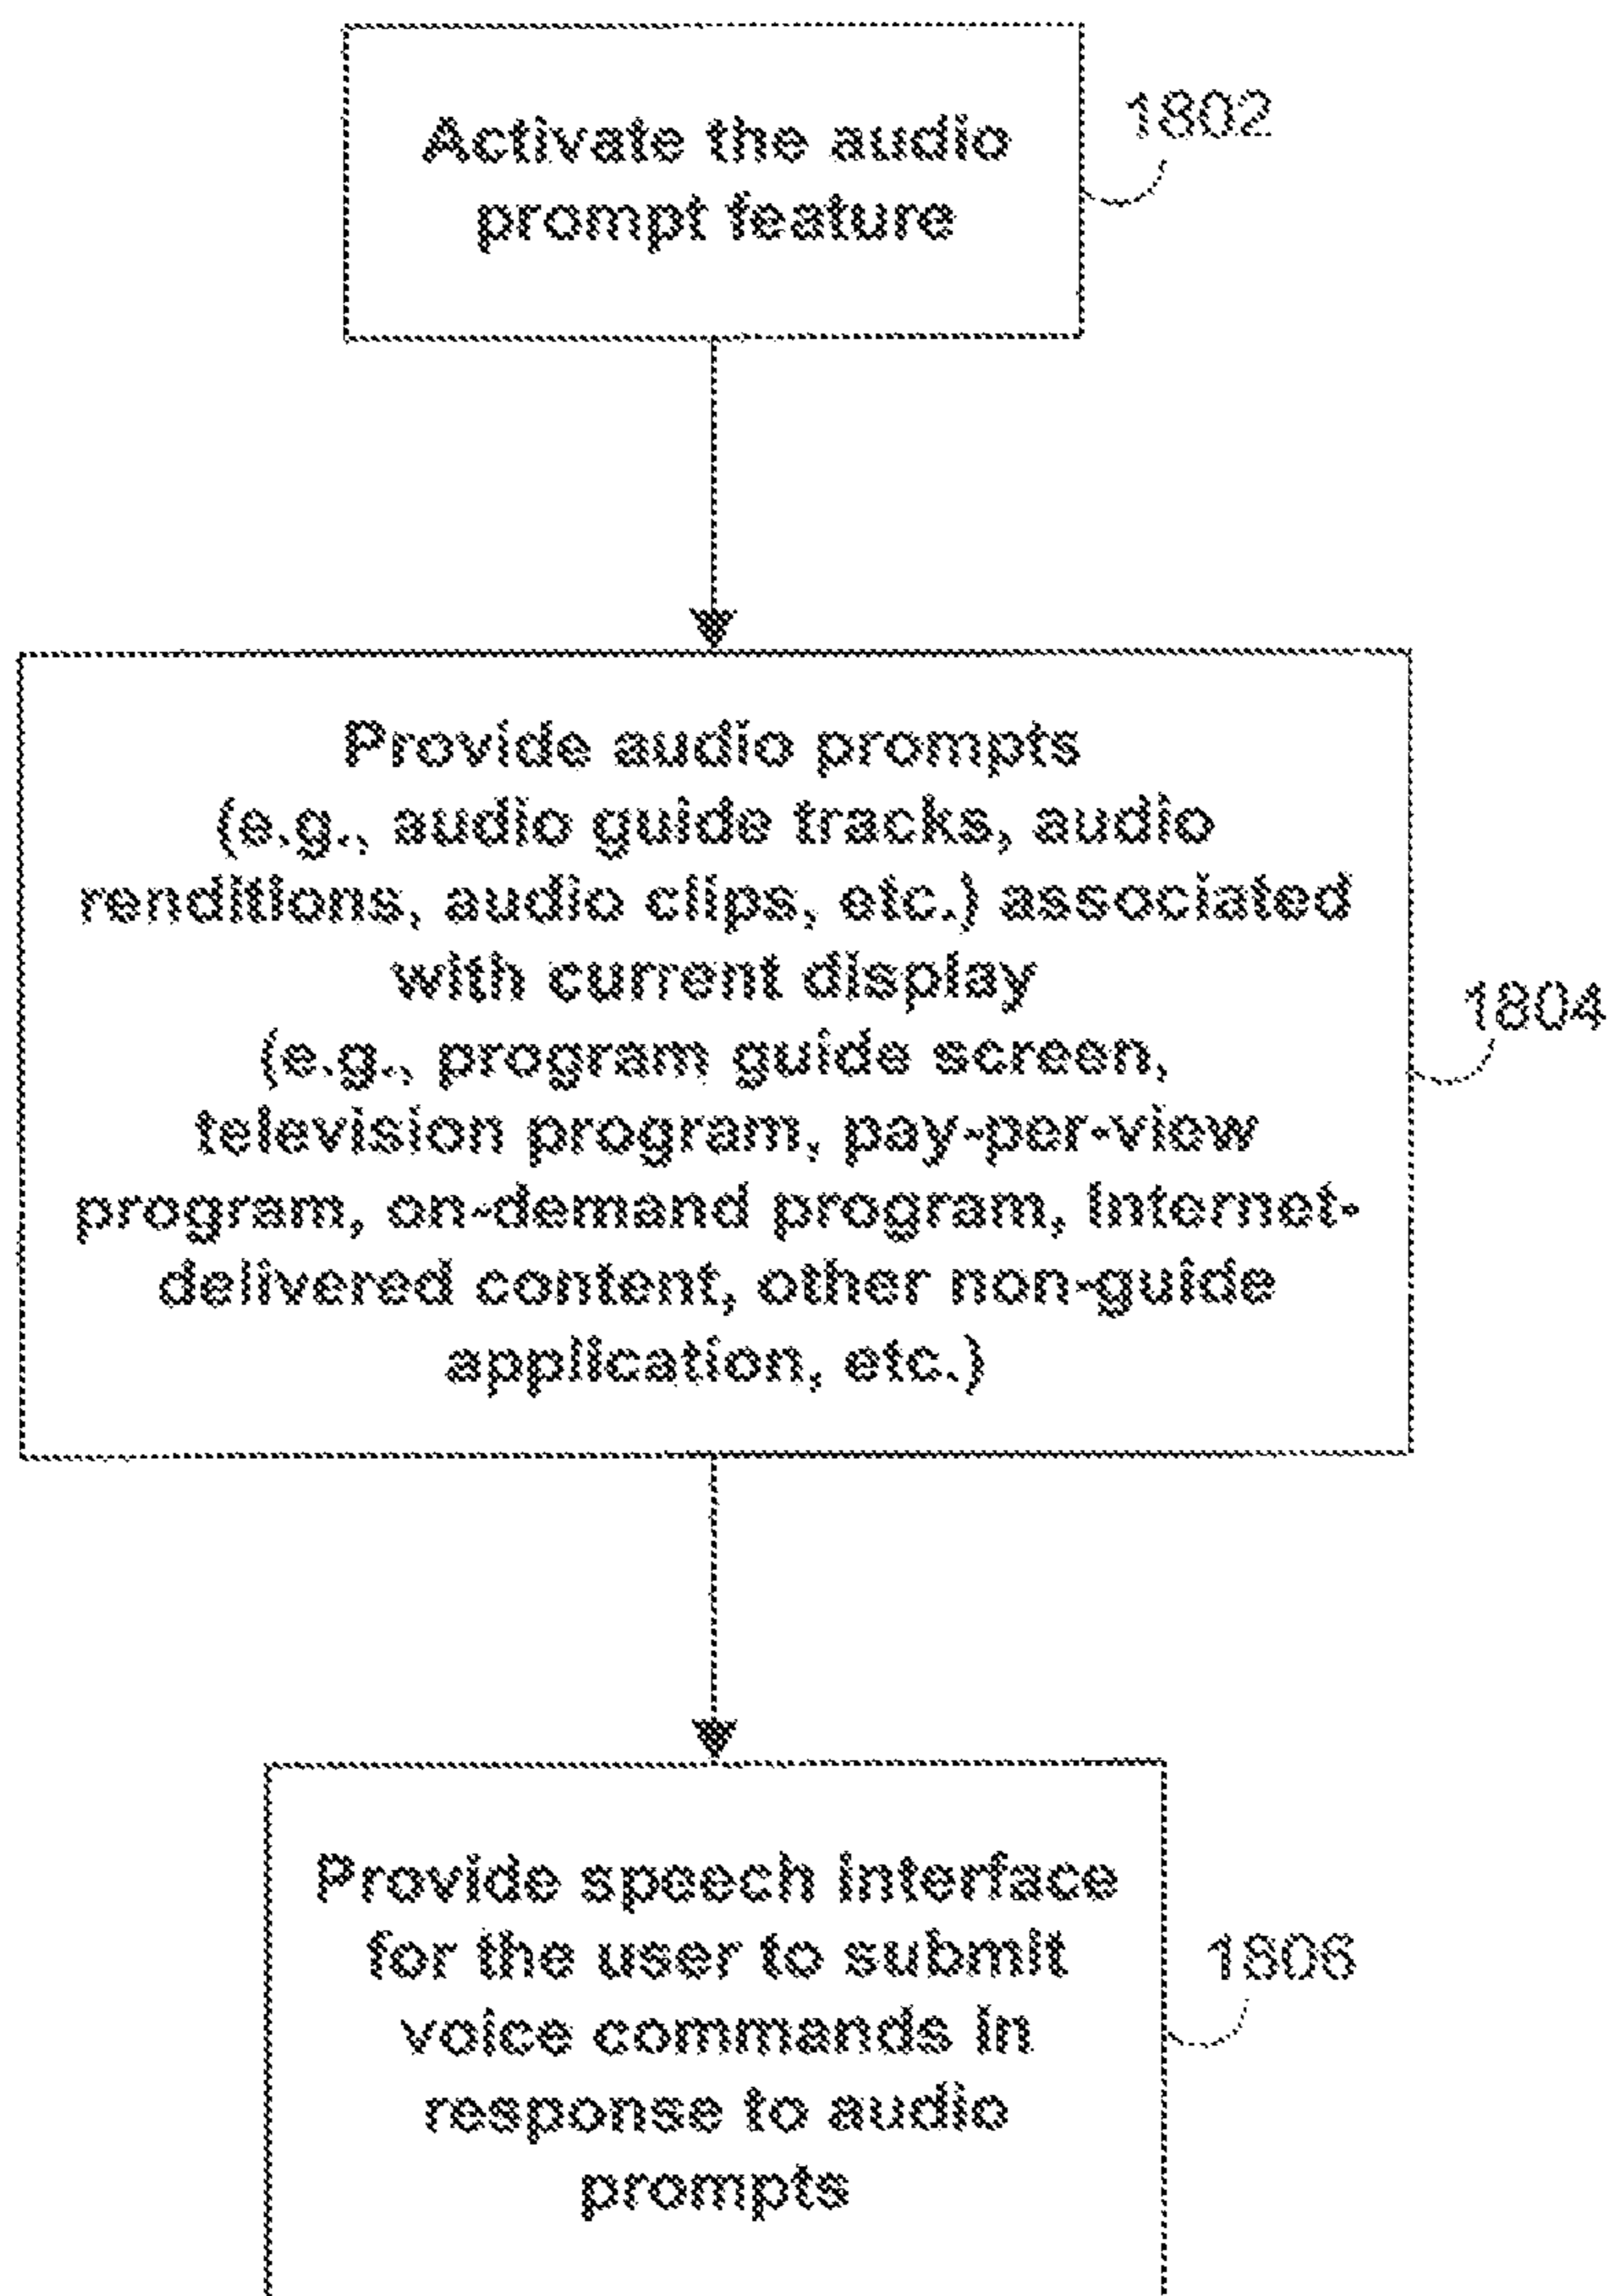 Activate the audio
prompt feature
1802
Provide audio prompts
(e.g., audio guide tracks, audio
renditions, audio clips, etc.) associated
with current display
(e.g., program guide screen,
television program, pay-per-view
program, on-demand program, Internet-
delivered content, other non-guide
application, etc.)
1804
Provide speech interface
for the user to submit
voice commands in
response to audio
prompts
1806